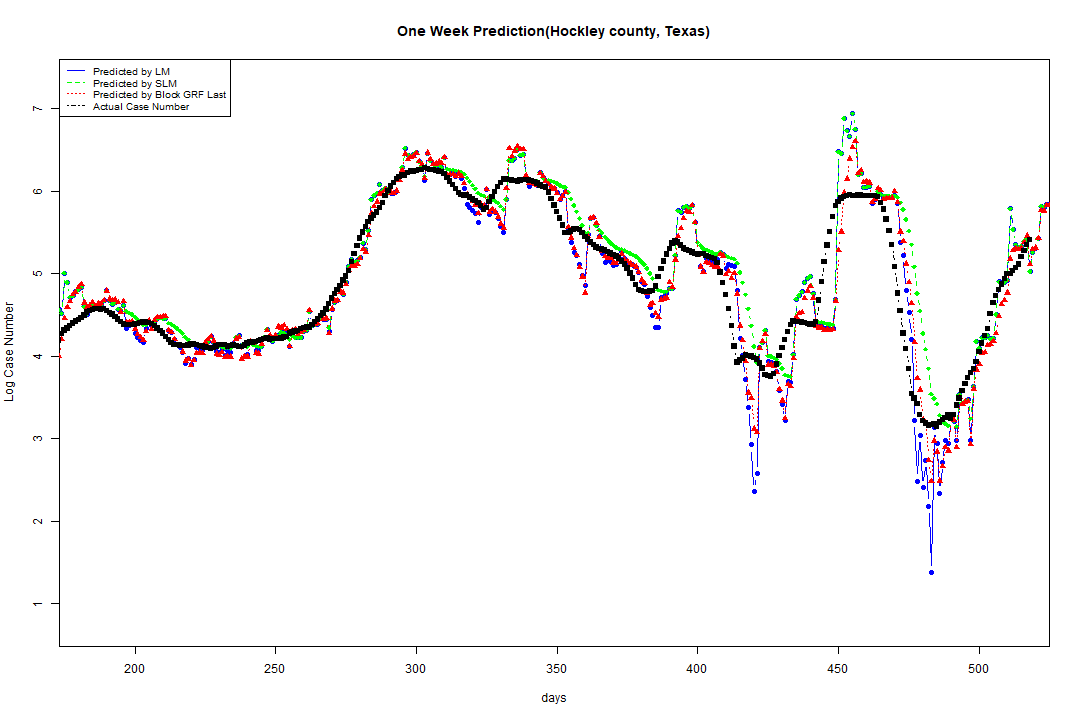 One Week Prediction(Hockley county, Texas)
Predicted by LM
Predicted by SLM
Predicted by Block GRF Last
Actual Case Number
7
6
5
4
3
2
1
Log Case Number
200 250 300 350 400 450 500
days